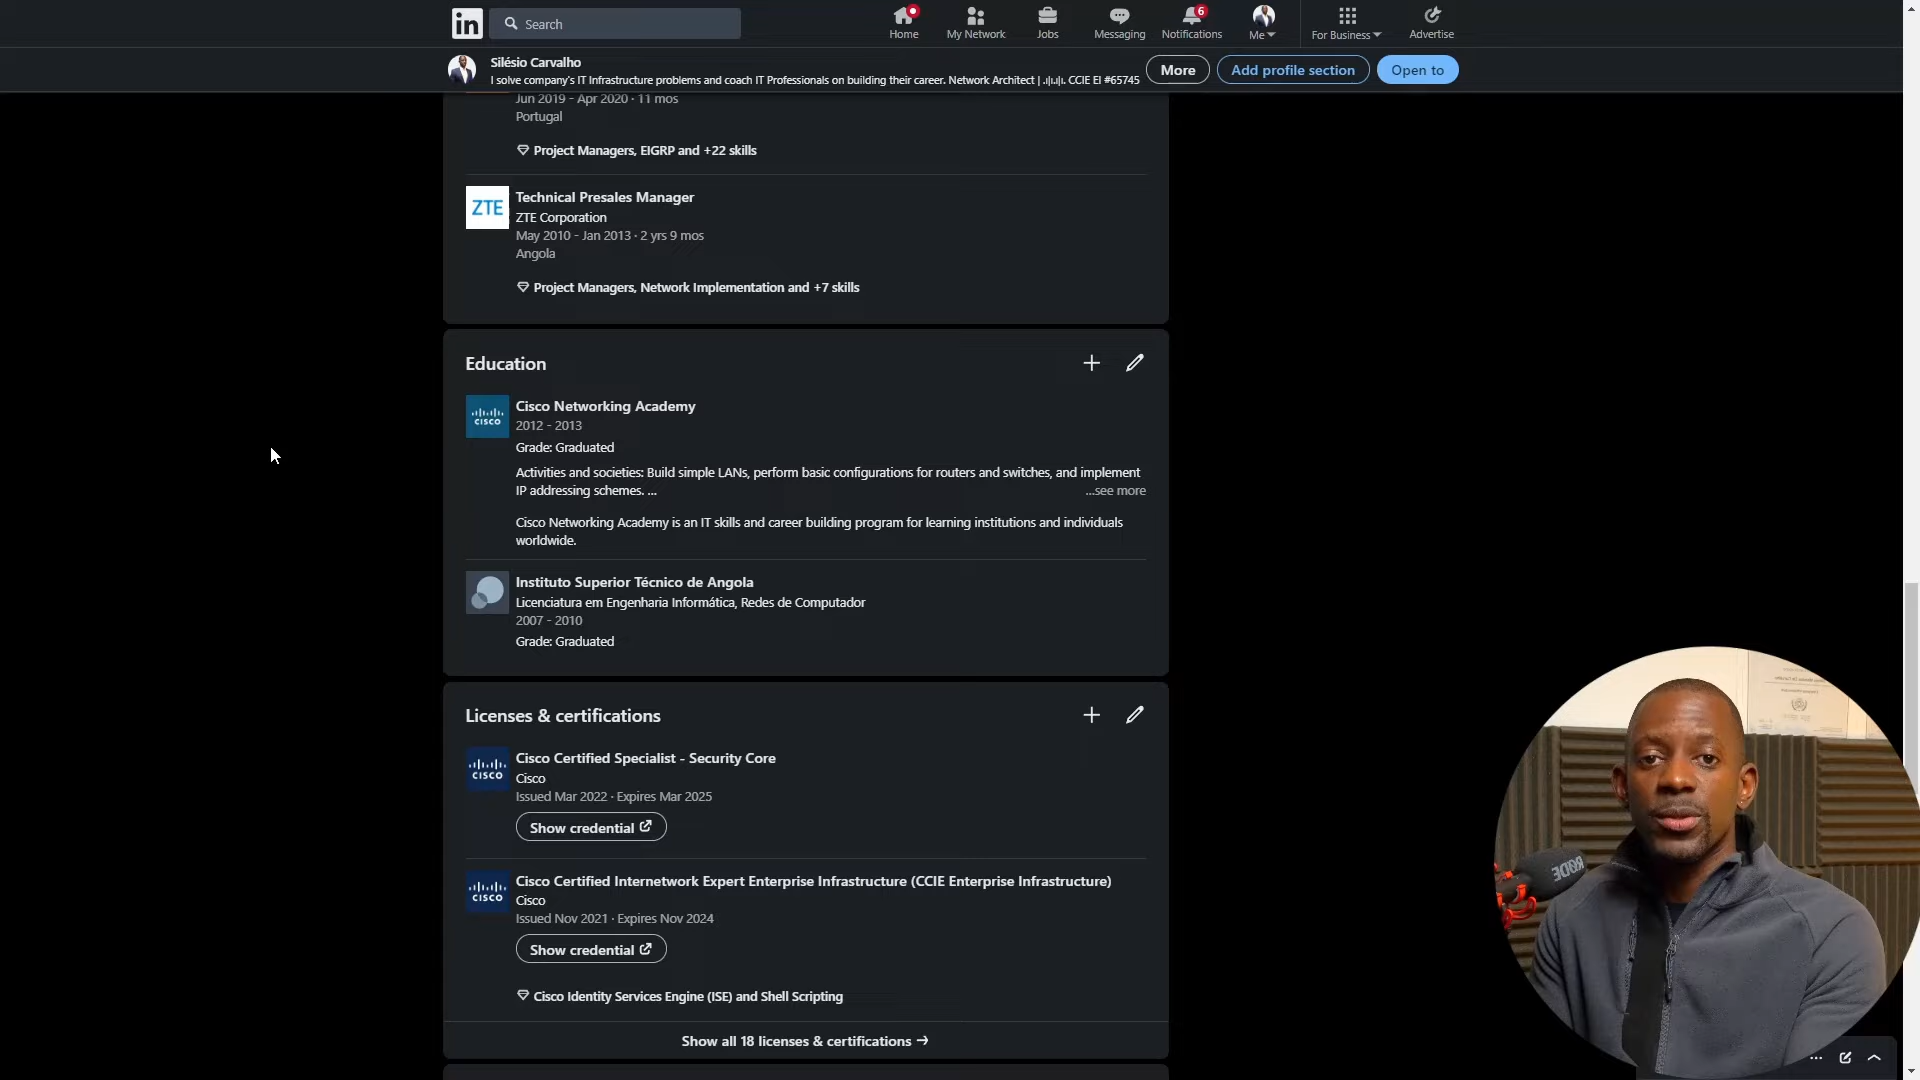 in
Search
Home
My Network
Jobs
Messaging
6
Notifications
Me
For Business
Advertise
Silésio Carvalho
I solve company's IT Infrastructure problems and coach IT Professionals on building their career. Network Architect | .ılı.ılı. CCIE EI #65745
More
Add profile section
Open to
Jun 2019 - Apr 2020 · 11 mos
Portugal
Project Managers, EIGRP and +22 skills
ZTE
Technical Presales Manager
ZTE Corporation
May 2010 - Jan 2013 · 2 yrs 9 mos
Angola
Project Managers, Network Implementation and +7 skills
Education
CISCO
Cisco Networking Academy
2012 - 2013
Grade: Graduated
Activities and societies: Build simple LANs, perform basic configurations for routers and switches, and implement
IP addressing schemes. ...
...see more
Cisco Networking Academy is an IT skills and career building program for learning institutions and individuals
worldwide.
Instituto Superior Técnico de Angola
Licenciatura em Engenharia Informática, Redes de Computador
2007 - 2010
Grade: Graduated
Licenses & certifications
CISCO
Cisco Certified Specialist - Security Core
Cisco
Issued Mar 2022 · Expires Mar 2025
Show credential
CISCO
Cisco Certified Internetwork Expert Enterprise Infrastructure (CCIE Enterprise Infrastructure)
Cisco
Issued Nov 2021 · Expires Nov 2024
Show credential
Cisco Identity Services Engine (ISE) and Shell Scripting
Show all 18 licenses & certifications →
RØDE